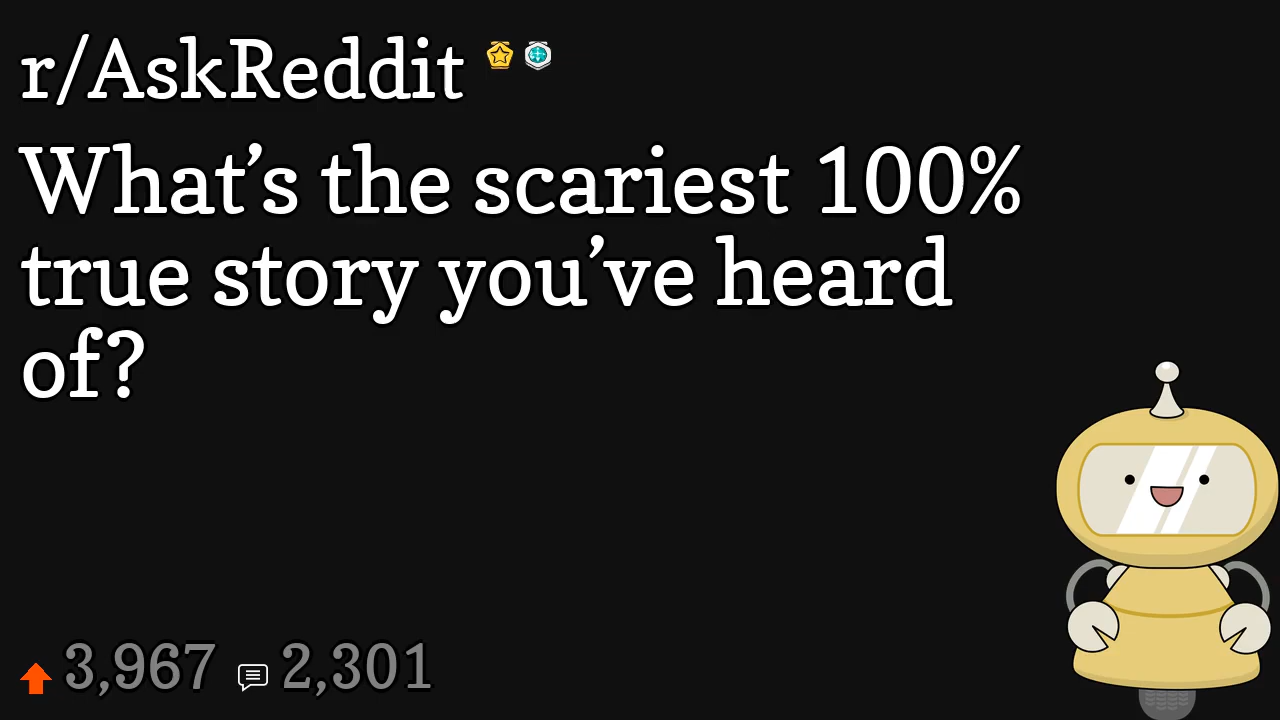 r/AskReddit
What’s the scariest 100%
true story you’ve heard
of?
3,967 2,301